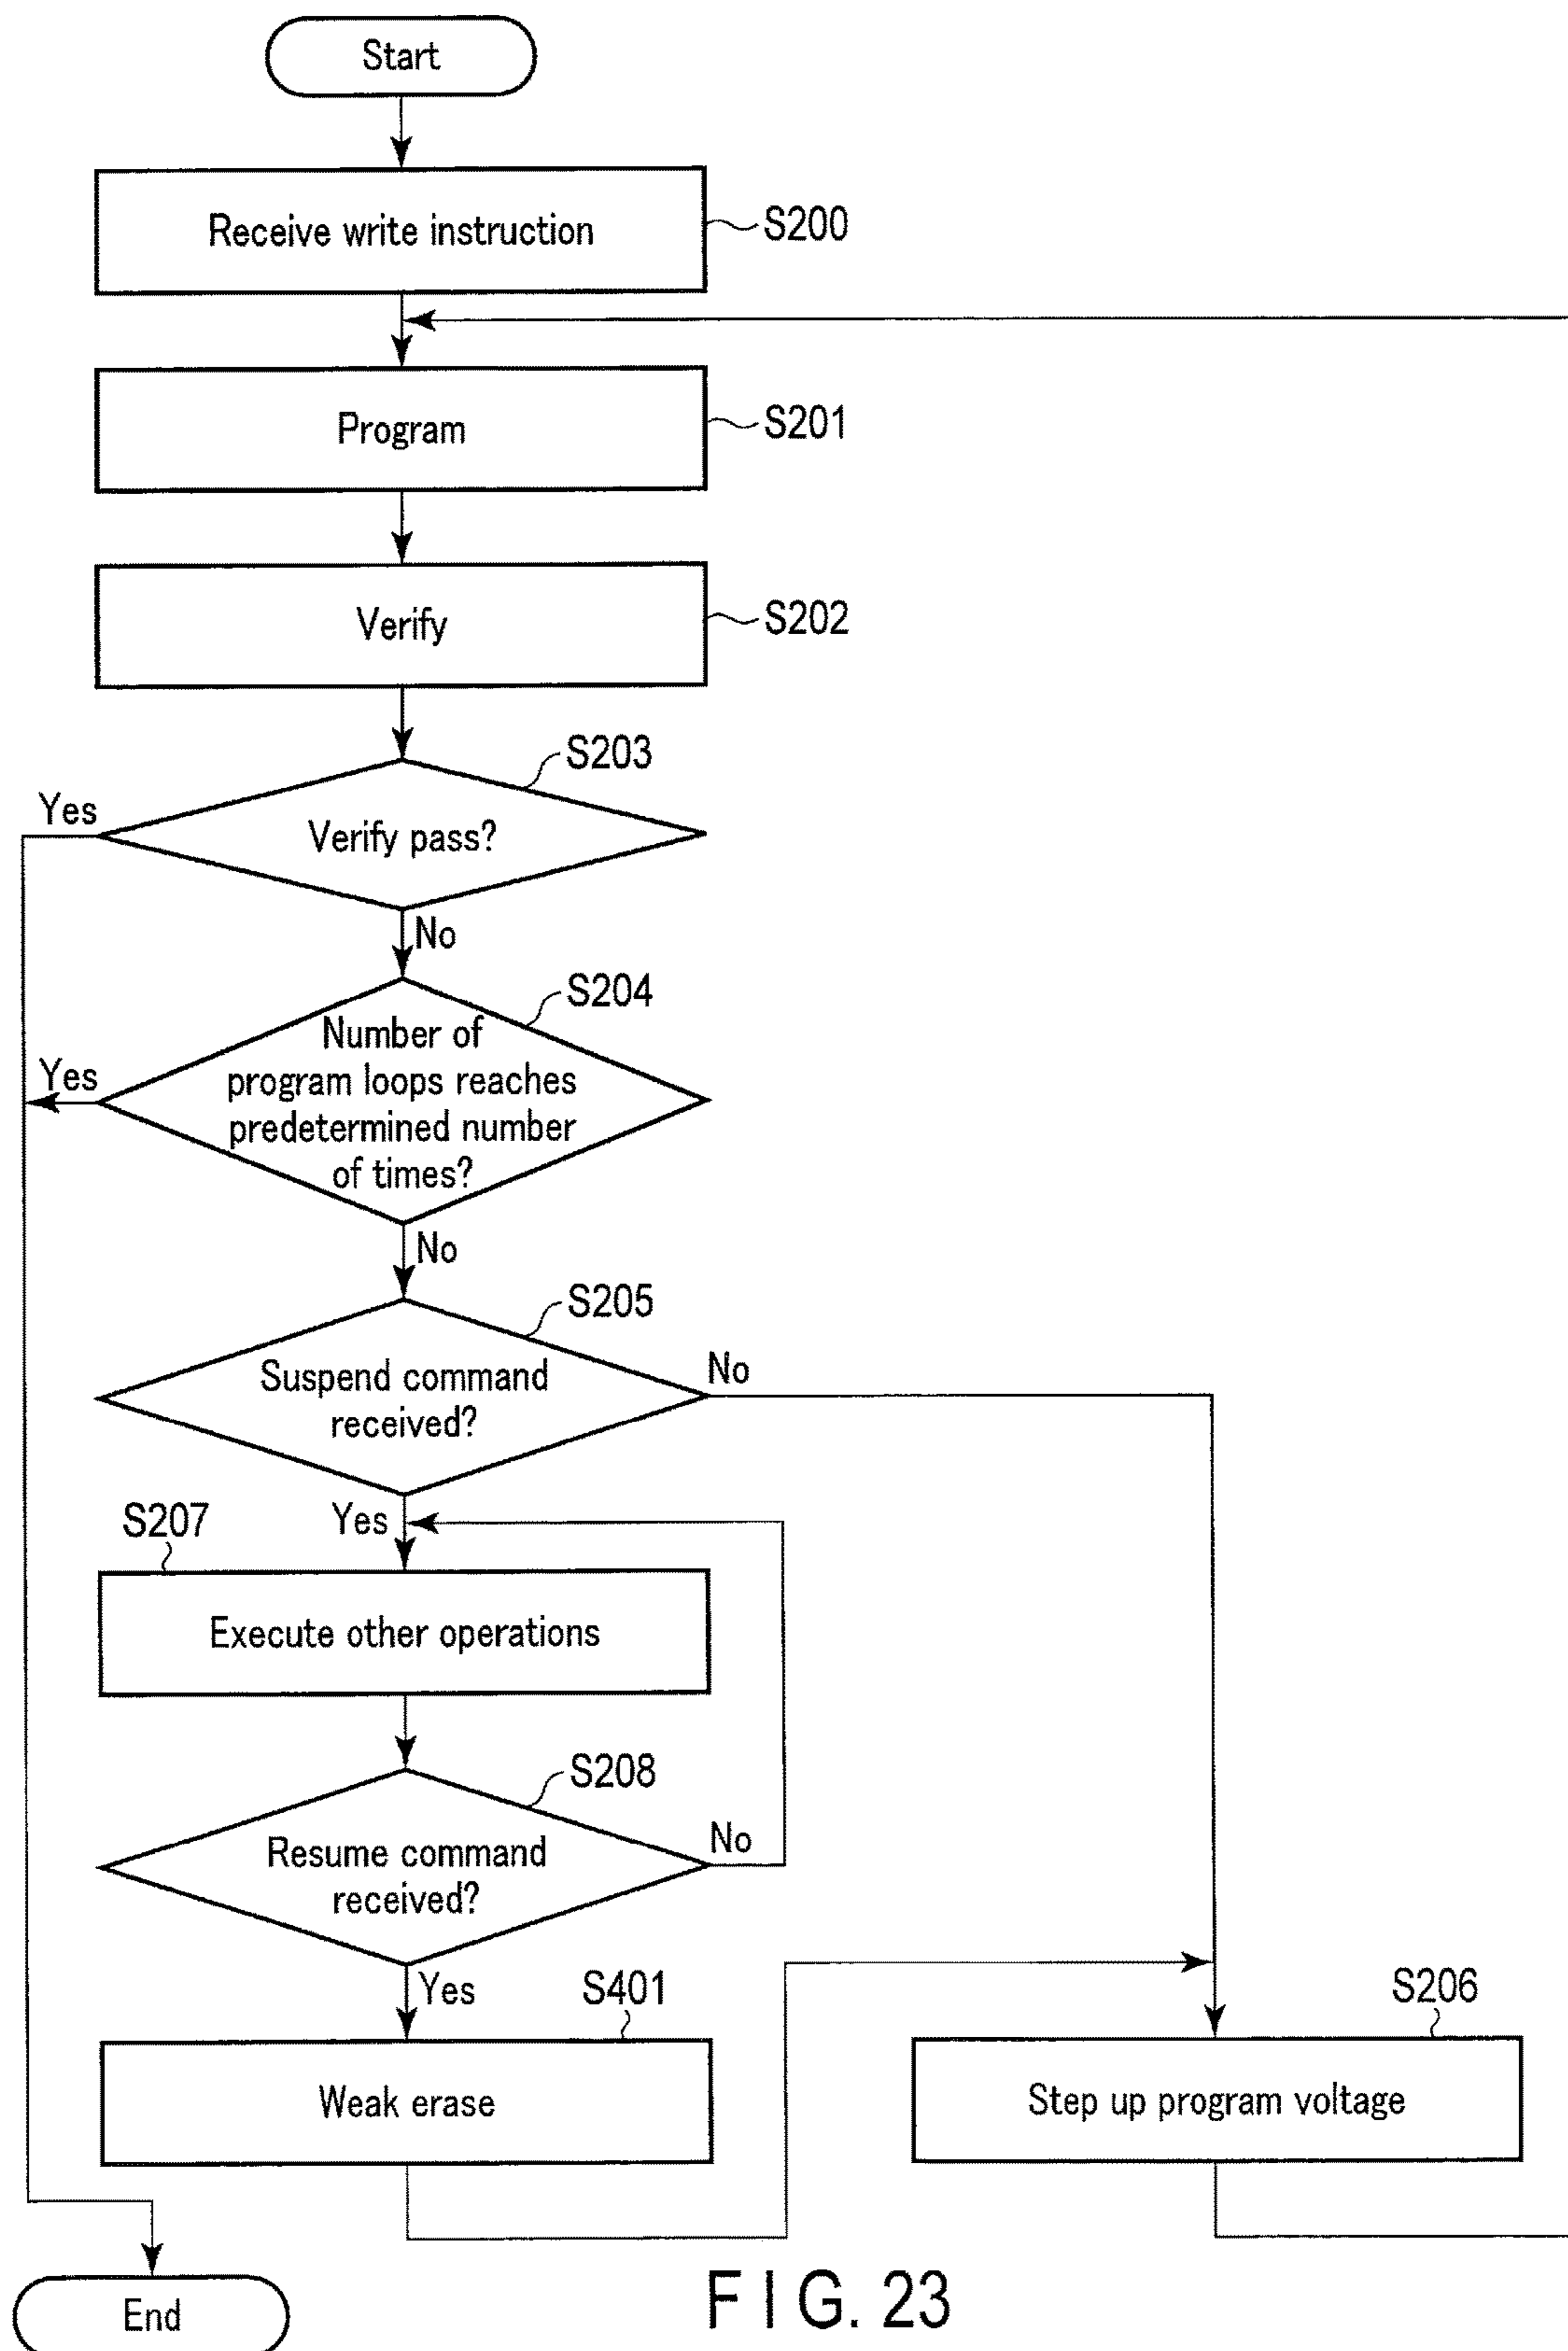 Start
Receive write instruction
S200
Program
S201
Verify
S202
S203
Yes
Verify pass?
No
S204
Yes
Number of
program loops reaches
predetermined number
of times?
No
S205
Suspend command
received?
No
S207
Yes
Execute other operations
S208
Resume command
received?
No
Yes
S401
S206
Weak erase
Step up program voltage
End
FIG. 23